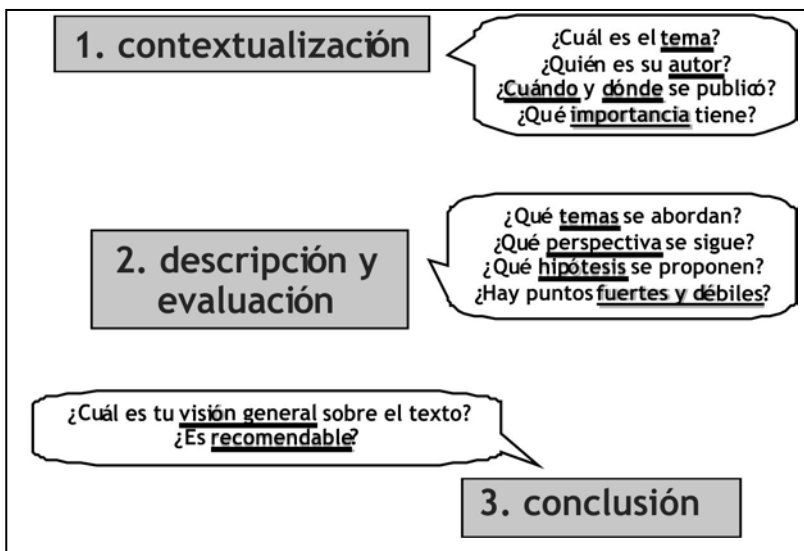 1. contextualización
¿Cuál es el tema?
¿Quién es su autor?
¿Cuándo y dónde se publicó?
¿Qué importancia tiene?
2. descripción y
evaluación
¿Qué temas se abordan?
¿Qué perspectiva se sigue?
¿Qué hipótesis se proponen?
¿Hay puntos fuertes y débiles?
¿Cuál es tu visión general sobre el texto?
¿Es recomendable?
3. conclusión